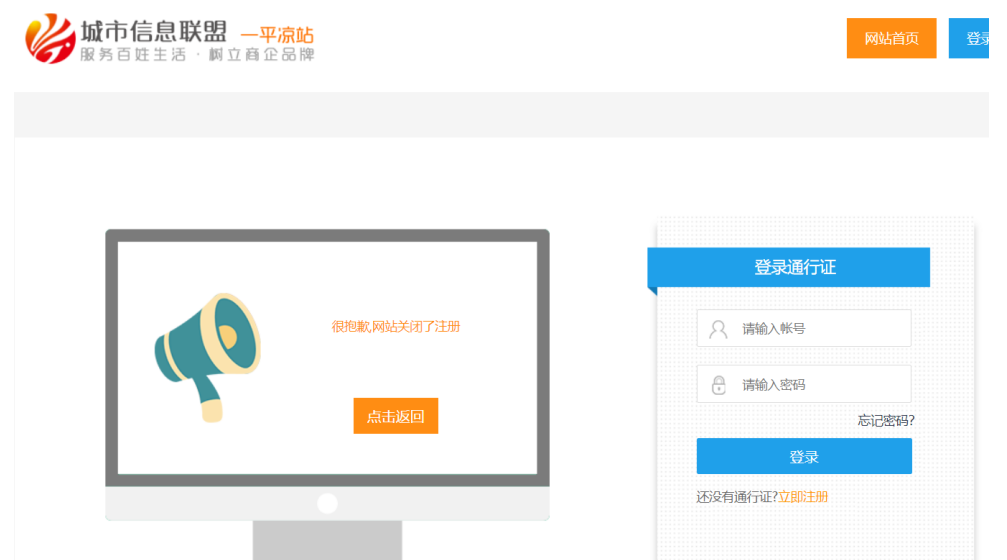 城市信息联盟 —平凉站
服务百姓生活 · 树立商企品牌
网站首页
登录
登录通行证
很抱歉,网站关闭了注册
请输入帐号
点击返回
请输入密码
忘记密码?
登录
还没有通行证?立即注册